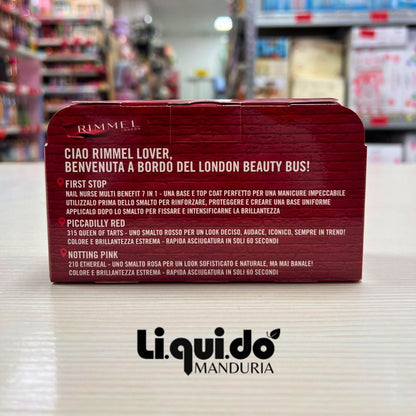 RIMMEL
LONDON
CIAO RIMMEL LOVER,
BENVENUTA A BORDO DEL LONDON BEAUTY BUS!
FIRST STOP
NAIL NURSE MULTI BENEFIT 7 IN 1 - UNA BASE E TOP COAT PERFETTO PER UNA MANICURE IMPECCABILE
UTILIZZALO PRIMA DELLO SMALTO PER RINFORZARE, PROTEGGERE E CREARE UNA BASE UNIFORME
APPLICALO DOPO LO SMALTO PER FISSARE E INTENSIFICARNE LA BRILLANTEZZA
PICCADILLY RED
315 QUEEN OF TARTS - UNO SMALTO ROSSO PER UN LOOK DECISO, AUDACE, ICONICO, SEMPRE IN TREND!
COLORE E BRILLANTEZZA ESTREMA - RAPIDA ASCIUGATURA IN SOLI 60 SECONDI
NOTTING PINK
210 ETHEREAL - UNO SMALTO ROSA PER UN LOOK SOFISTICATO E NATURALE, MA MAI BANALE!
COLORE E BRILLANTEZZA ESTREMA - RAPIDA ASCIUGATURA IN SOLI 60 SECONDI
Li.qui.do
MANDURIA